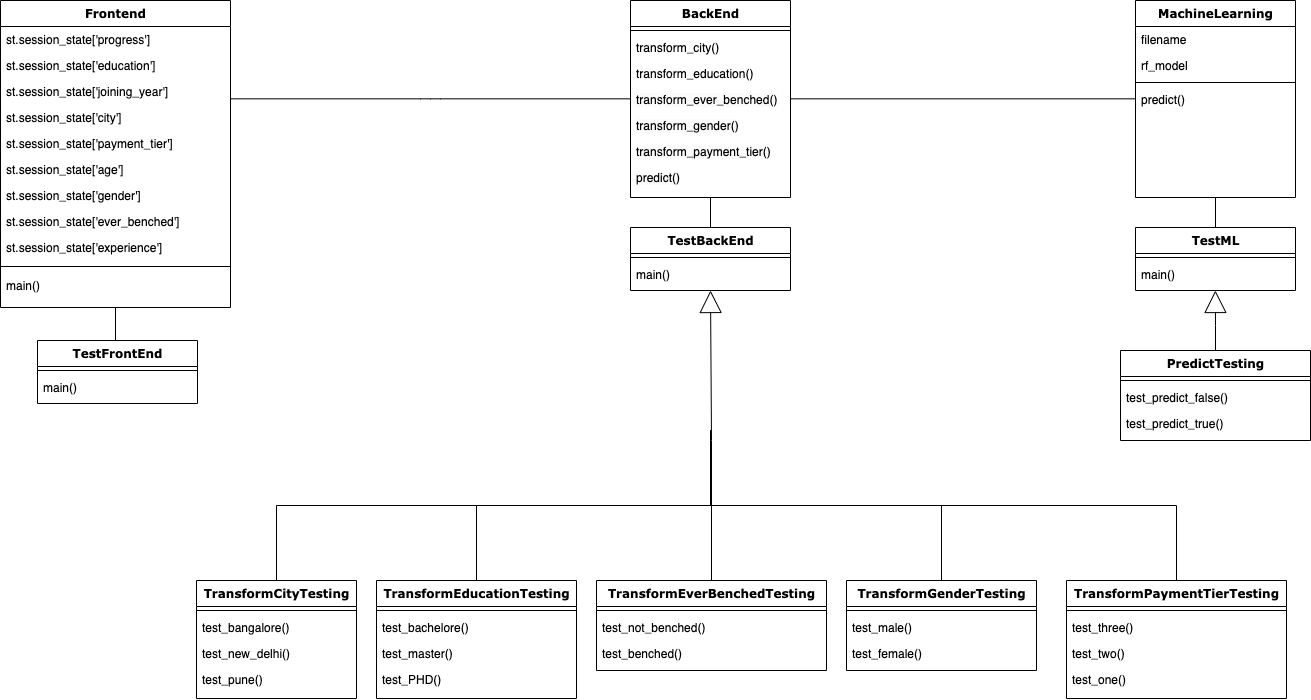 Frontend
st.session_state['progress']
st.session_state['education']
st.session_state['joining_year']
st.session_state['city']
st.session_state['payment_tier']
st.session_state['age']
st.session_state['gender']
st.session_state['ever_benched']
st.session_state['experience']
main()
BackEnd
transform_city()
transform_education()
transform_ever_benched()
transform_gender()
transform_payment_tier()
predict()
MachineLearning
filename
rf_model
predict()
TestFrontEnd
main()
TestBackEnd
main()
TestML
main()
PredictTesting
test_predict_false()
test_predict_true()
TransformCityTesting
test_bangalore()
test_new_delhi()
test_pune()
TransformEducationTesting
test_bachelore()
test_master()
test_PHD()
TransformEverBenchedTesting
test_not_benched()
test_benched()
TransformGenderTesting
test_male()
test_female()
TransformPaymentTierTesting
test_three()
test_two()
test_one()